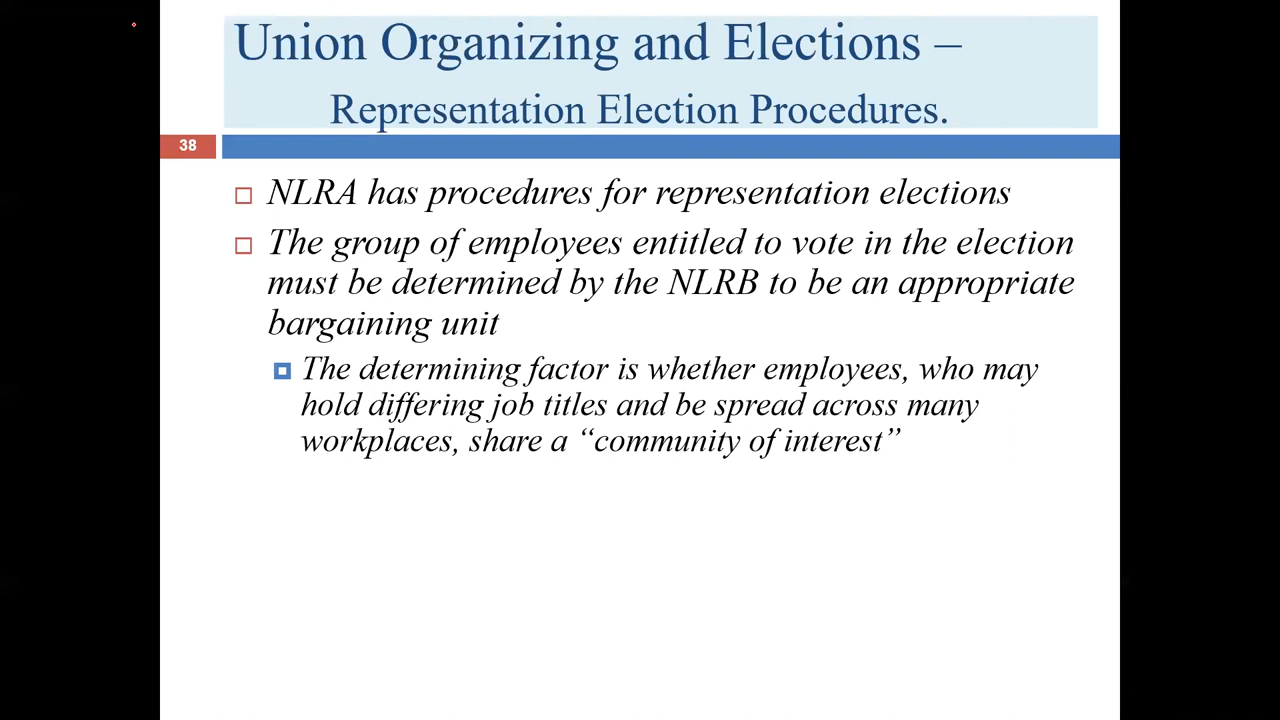 Union Organizing and Elections –
Representation Election Procedures.
38
NLRA has procedures for representation elections
The group of employees entitled to vote in the election
must be determined by the NLRB to be an appropriate
bargaining unit
The determining factor is whether employees, who may
hold differing job titles and be spread across many
workplaces, share a “community of interest”